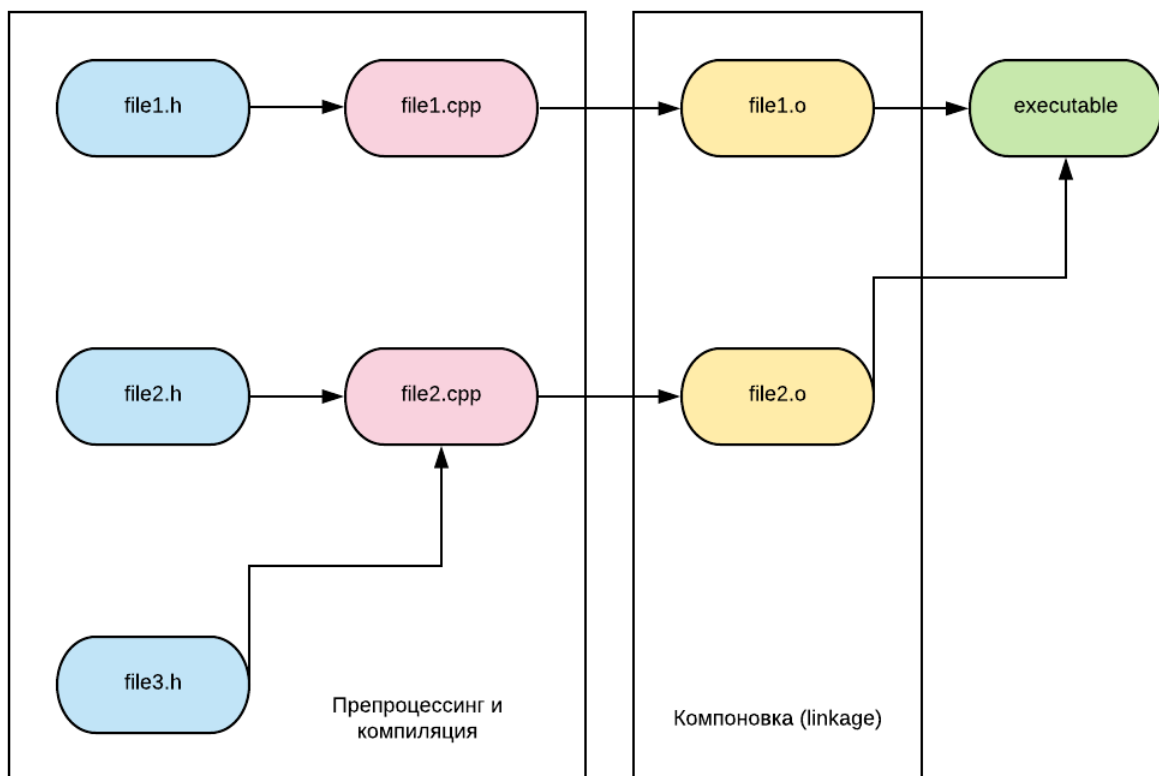 file1.h
file1.cpp
file1.o
executable
file2.h
file2.cpp
file2.o
file3.h
Препроцессинг и
компиляция
Компоновка (linkage)